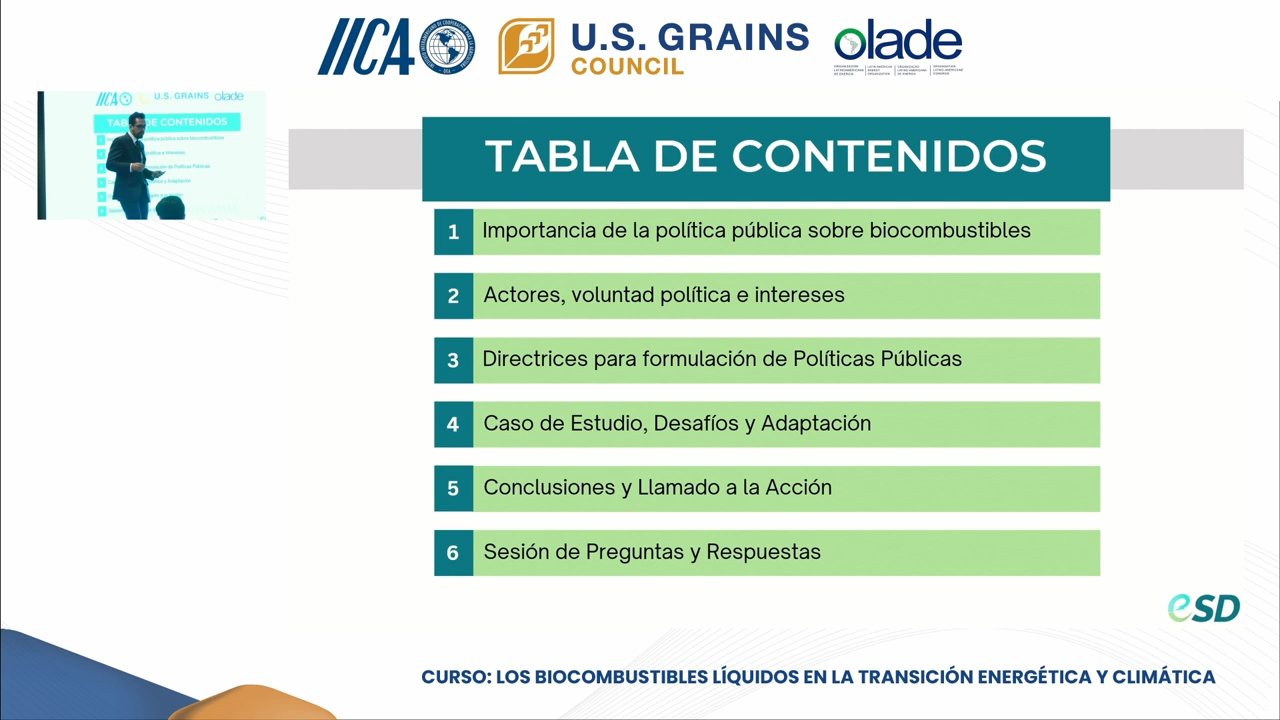 IICA
U.S. GRAINS
COUNCIL
olade
U.S. GRAINS
olade
TABLA DE CONTENIDOS
1 Importancia de la política pública sobre biocombustibles
2 Actores, voluntad política e intereses
3 Directrices para formulación de Políticas Públicas
4 Caso de Estudio, Desafíos y Adaptación
5 Conclusiones y Llamado a la Acción
6 Sesión de Preguntas y Respuestas
eSD
CURSO: LOS BIOCOMBUSTIBLES LÍQUIDOS EN LA TRANSICIÓN ENERGÉTICA Y CLIMÁTICA